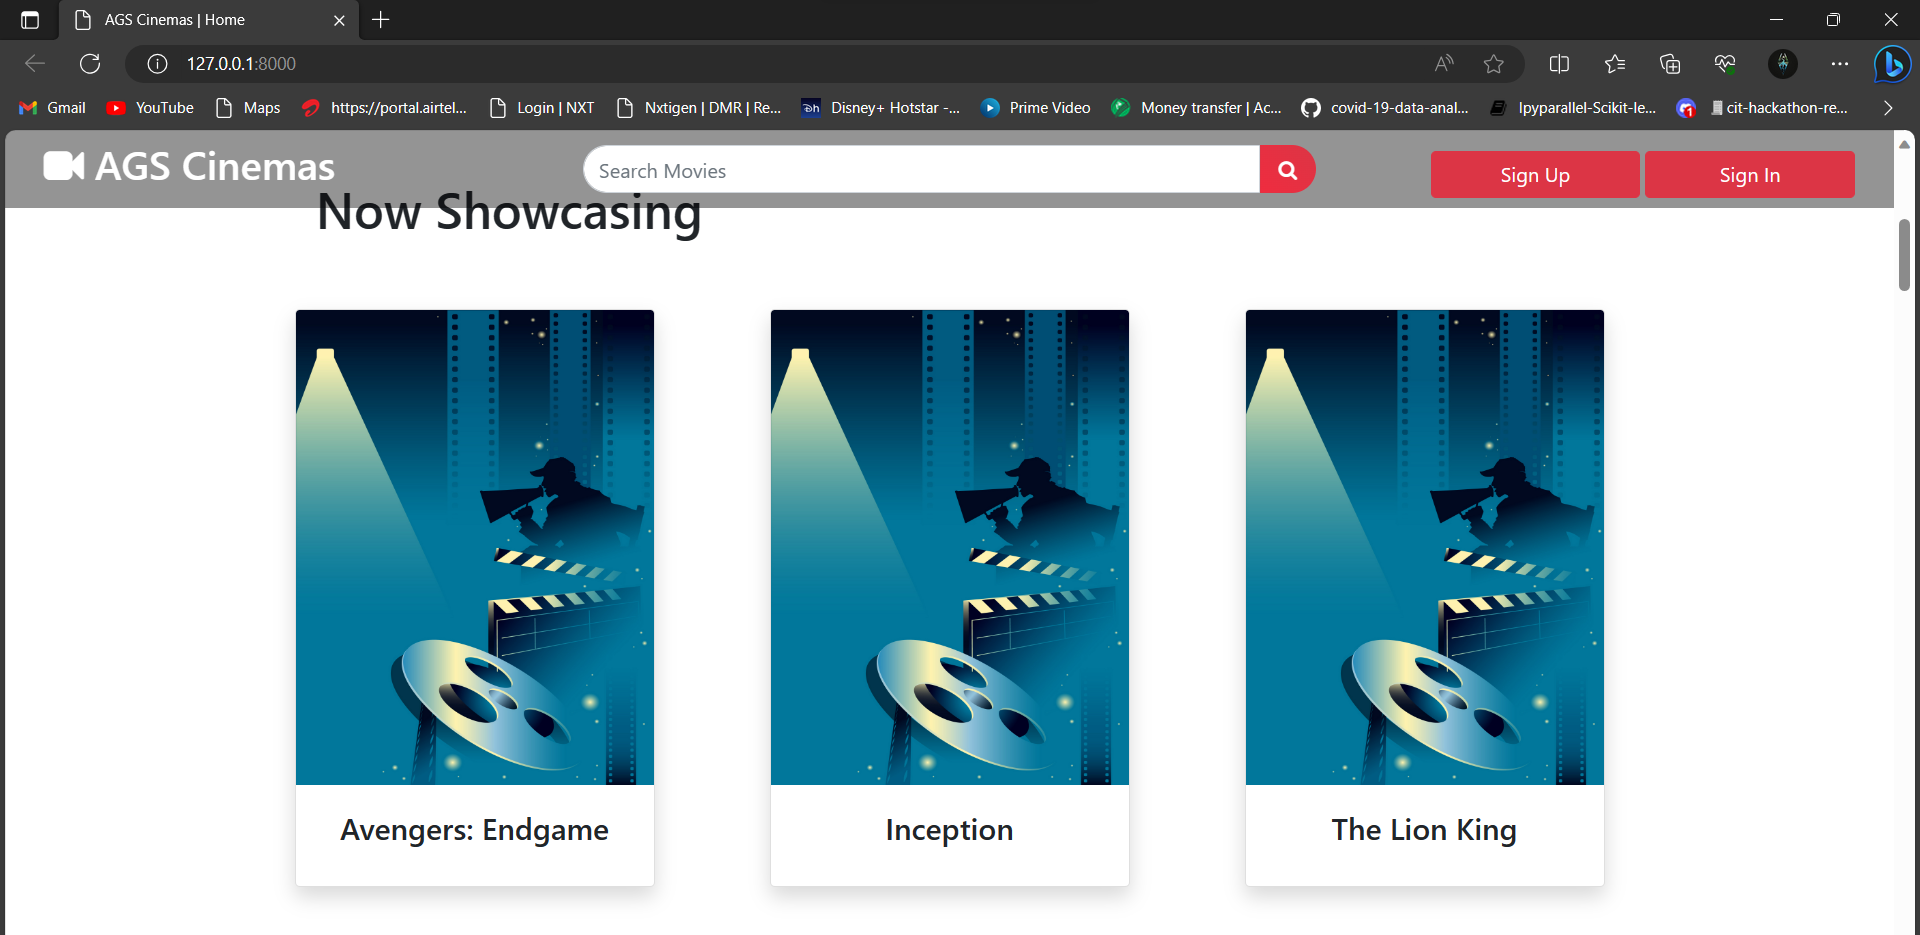 AGS Cinemas | Home
127.0.0.1:8000
Gmail
YouTube
Maps
https://portal.airtel...
Login | NXT
Nxtigen | DMR | Re...
Disney+ Hotstar -...
Prime Video
Money transfer | Ac...
covid-19-data-anal...
Ipyparallel-Scikit-le...
cit-hackathon-re...
AGS Cinemas
Search Movies
Sign Up
Sign In
Now Showcasing
Avengers: Endgame
Inception
The Lion King